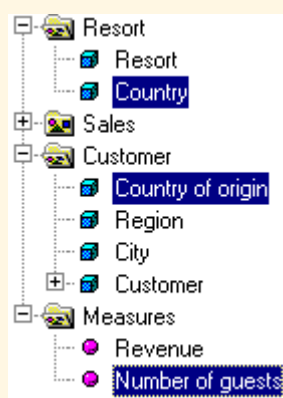 Resort
Resort
Country
Sales
Customer
Country of origin
Region
City
Customer
Measures
Revenue
Number of guests